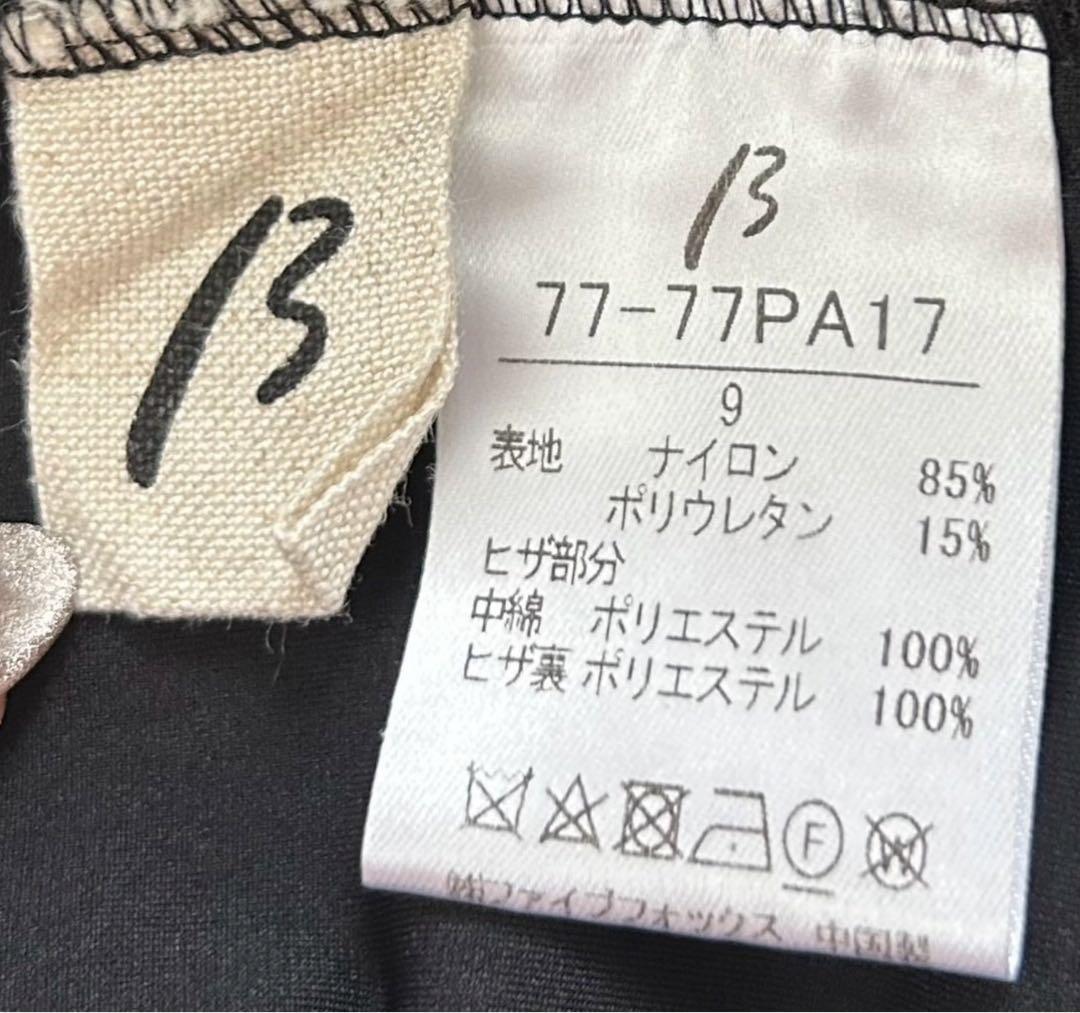 β
β
77-77PA17
9
表地 ナイロン 85%
ポリウレタン 15%
ヒザ部分
中綿 ポリエステル 100%
ヒザ裏 ポリエステル 100%
F W
㈱ファイブフォックス 中国製